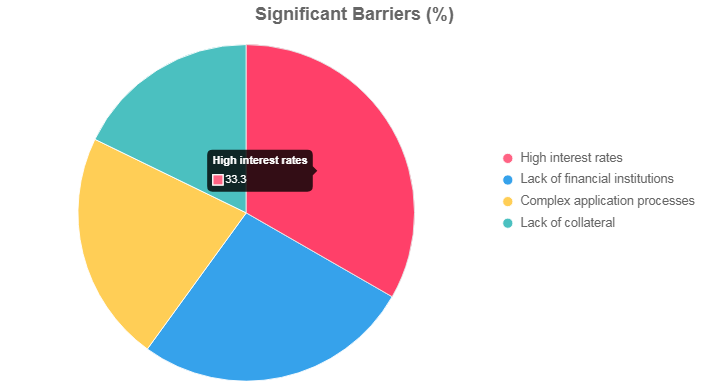 Significant Barriers (%)
High interest rates
33.3
High interest rates
Lack of financial institutions
Complex application processes
Lack of collateral